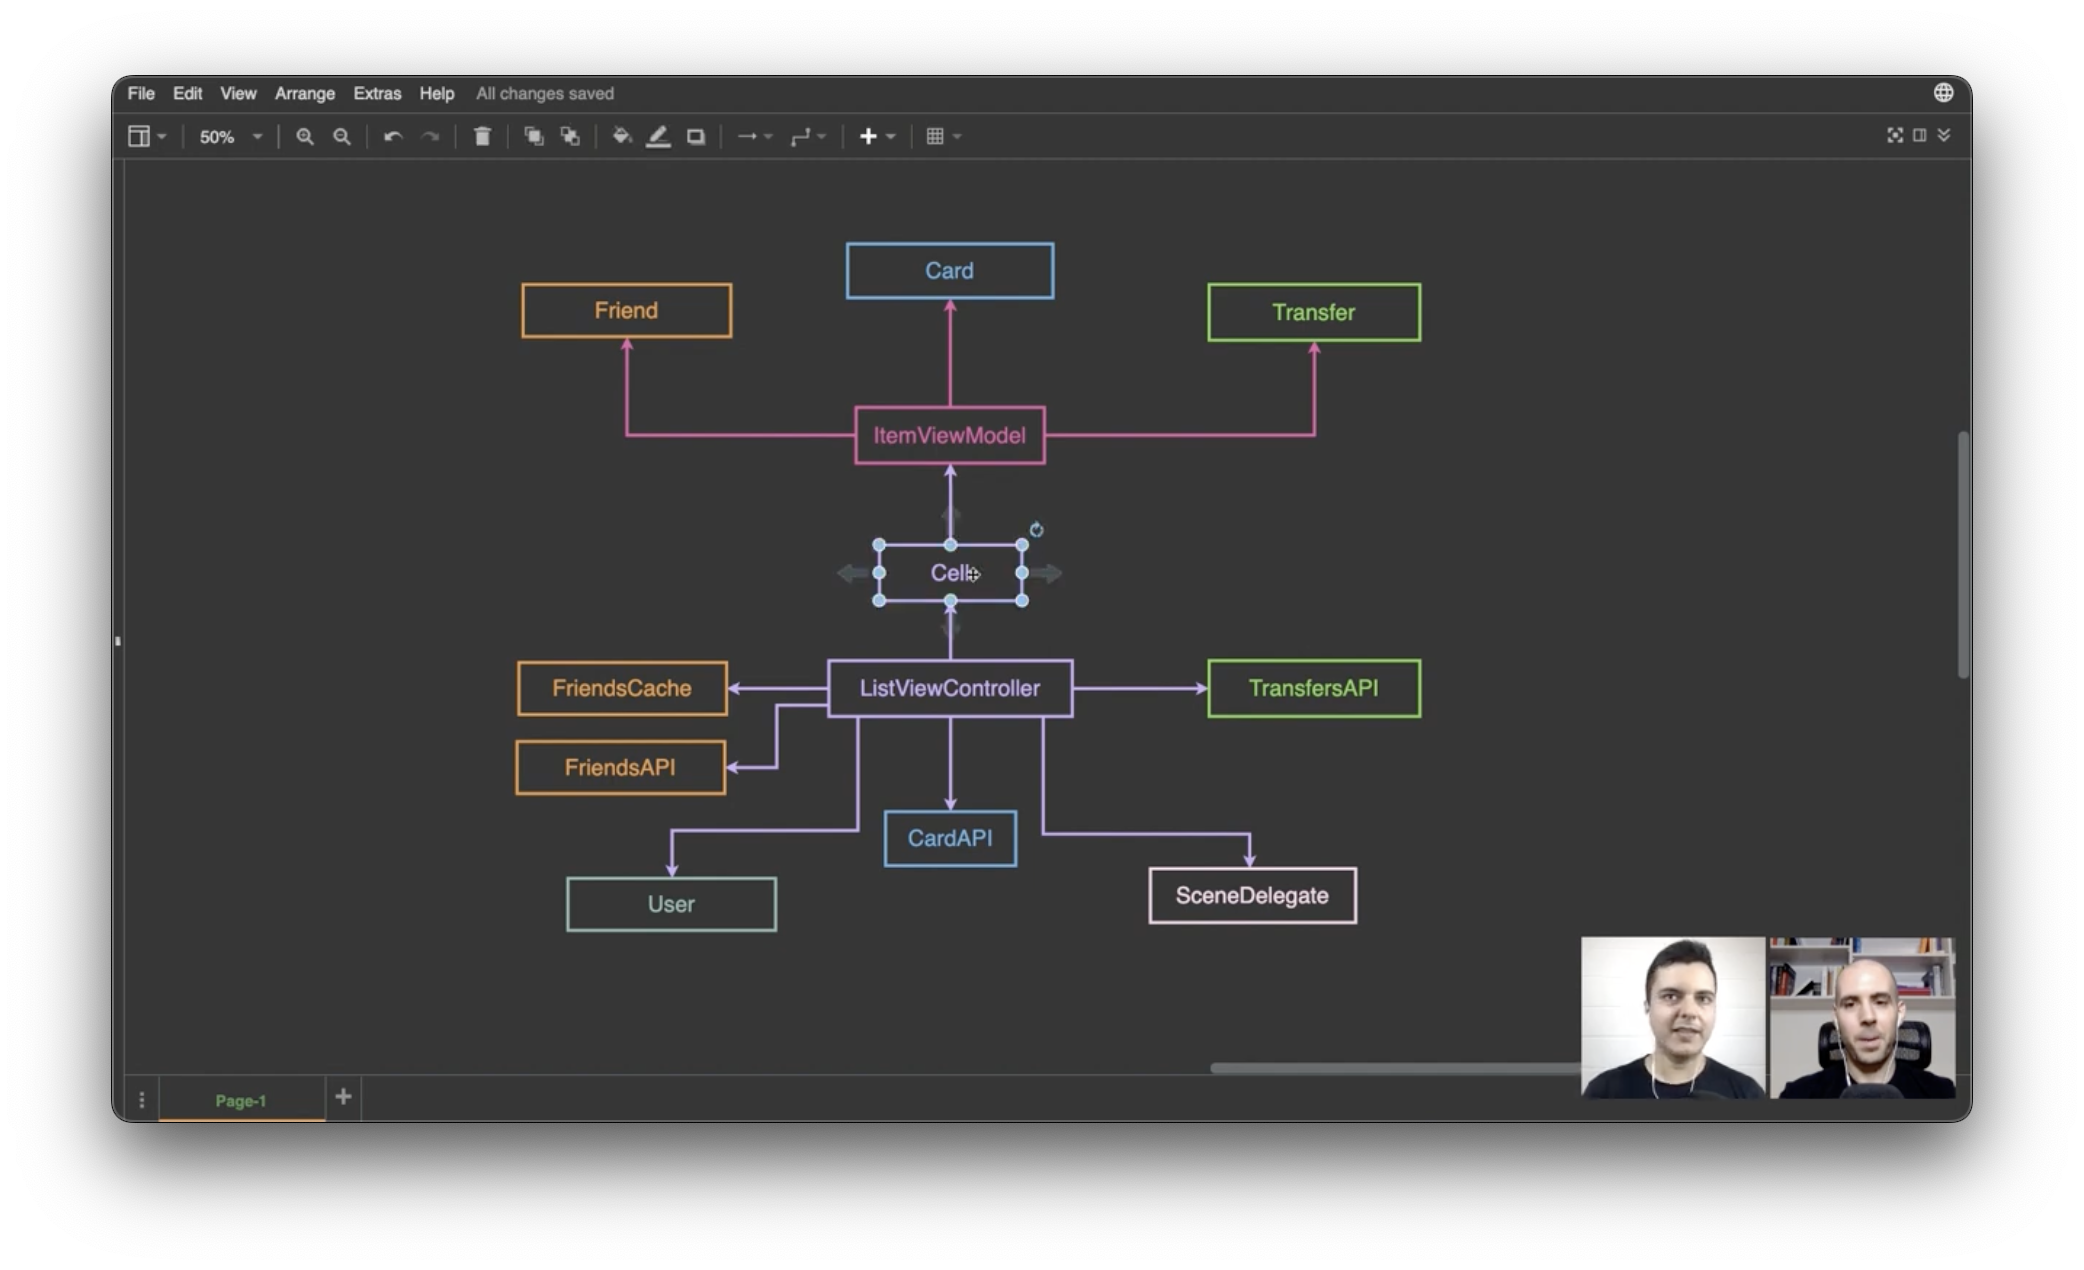 File Edit View Arrange Extras Help All changes saved
50%
Card
Friend
Transfer
ItemViewModel
Cell
FriendsCache
ListViewController
TransfersAPI
FriendsAPI
CardAPI
User
SceneDelegate
Page-1